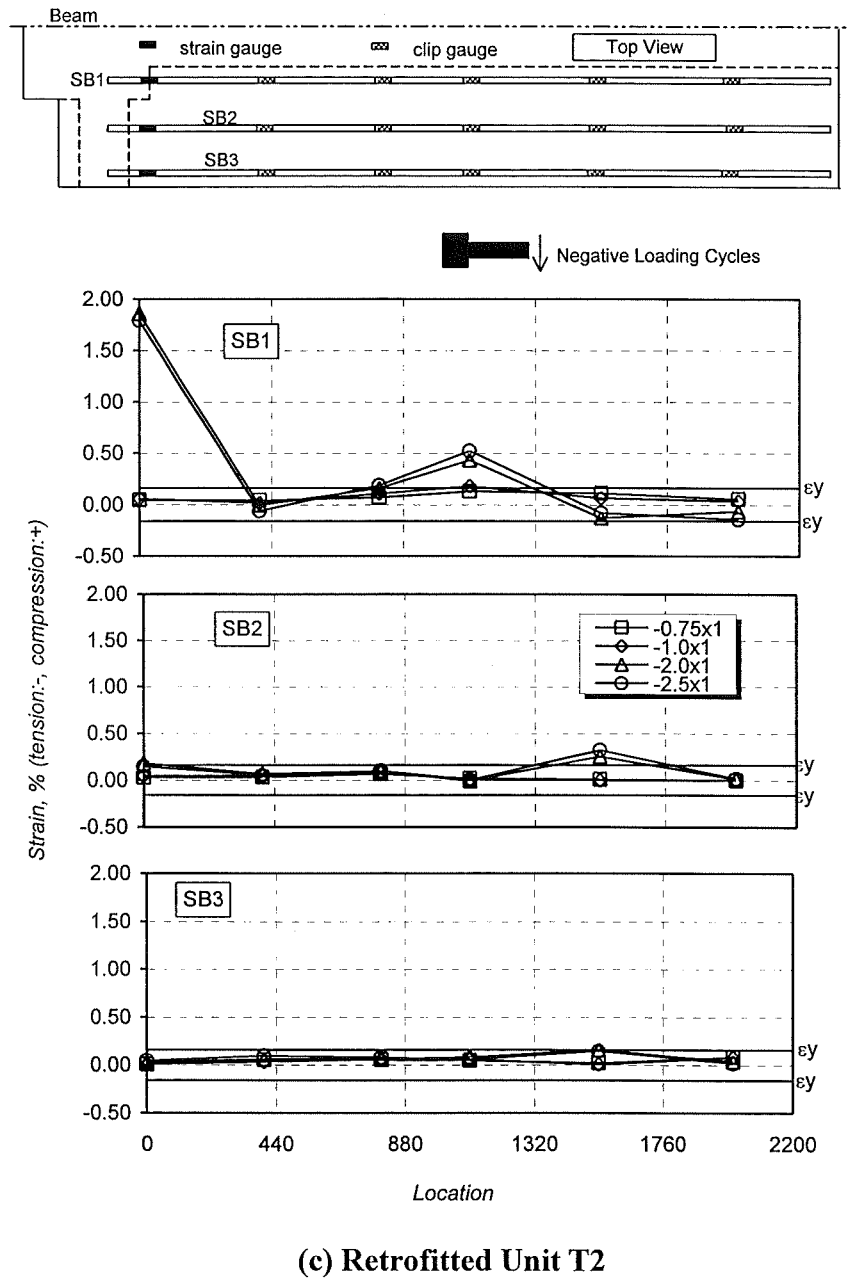 Beam
strain gauge clip gauge Top View
SB1
SB2
SB3
Negative Loading Cycles
Strain, % (tension:-, compression:+)
2.00
1.50
1.00
0.50
0.00
-0.50
SB1
εy
εy
2.00
1.50
1.00
0.50
0.00
-0.50
SB2
-0.75x1
-1.0x1
-2.0x1
-2.5x1
εy
εy
2.00
1.50
1.00
0.50
0.00
-0.50
SB3
εy
εy
0 440 880 1320 1760 2200
Location
(c) Retrofitted Unit T2